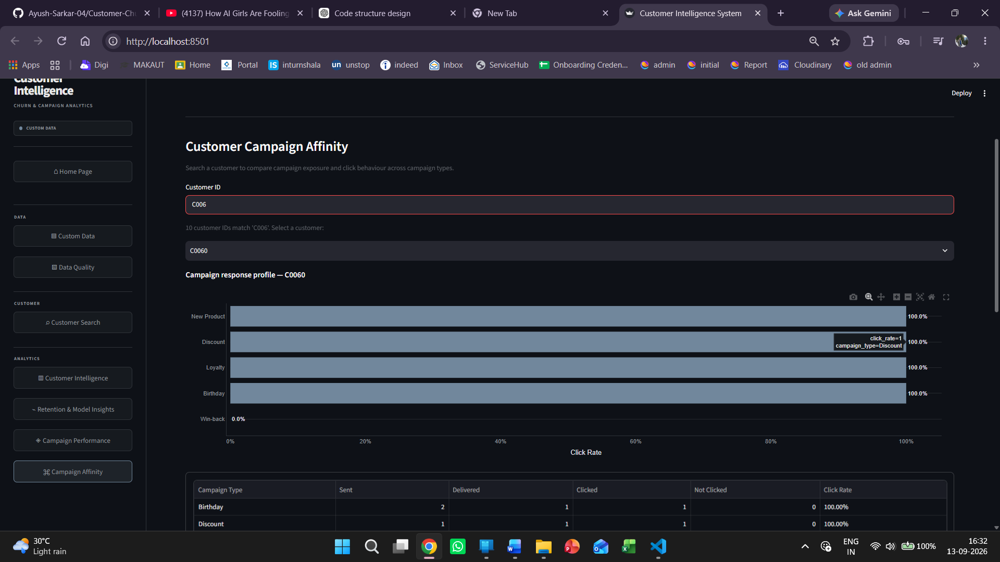 Ayush-Sarkar-04/Customer-Chu
(4137) How AI Girls Are Fooling
Code structure design
New Tab
Customer Intelligence System
Ask Gemini
http://localhost:8501
Apps
Digi
MAKAUT
Home
Portal
IS inturnshala
un unstop
indeed
Inbox
ServiceHub
Onboarding Creden...
admin
initial
Report
Cloudinary
old admin
»
Customer
Intelligence
CHURN & CAMPAIGN ANALYTICS
CUSTOM DATA
Home Page
DATA
Custom Data
Data Quality
CUSTOMER
Customer Search
ANALYTICS
Customer Intelligence
Retention & Model Insights
Campaign Performance
Campaign Affinity
Deploy
Customer Campaign Affinity
Search a customer to compare campaign exposure and click behaviour across campaign types.
Customer ID
C006
10 customer IDs match 'C006'. Select a customer:
C0060
Campaign response profile — C0060
New Product 100.0%
Discount 100.0%
click_rate=1
campaign_type=Discount
Loyalty 100.0%
Birthday 100.0%
Win-back 0.0%
0% 20% 40% 60% 80% 100%
Click Rate
Campaign Type Sent Delivered Clicked Not Clicked Click Rate
Birthday 2 1 1 0 100.00%
Discount 1 1 1 0 100.00%
30°C
Light rain
ENG
IN
100%
16:32
13-09-2026